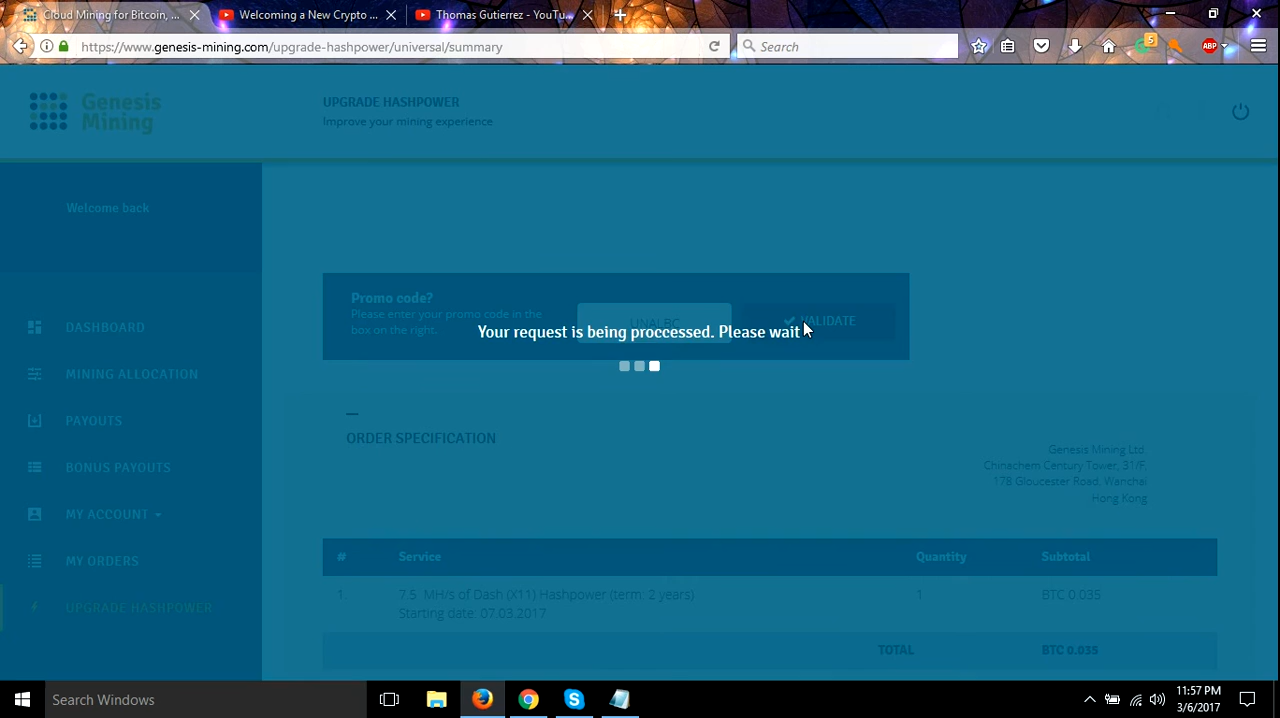 Cloud Mining for Bitcoin, ...
Welcoming a New Crypto ...
Thomas Gutierrez - YouTu...
https://www.genesis-mining.com/upgrade-hashpower/universal/summary
Search
5
ABP
Genesis
Mining
UPGRADE HASHPOWER
Improve your mining experience
Welcome back
DASHBOARD
MINING ALLOCATION
PAYOUTS
BONUS PAYOUTS
MY ACCOUNT
MY ORDERS
UPGRADE HASHPOWER
Promo code?
Please enter your promo code in the
box on the right.
VALIDATE
Your request is being proccessed. Please wait
ORDER SPECIFICATION
Genesis Mining Ltd.
Chinachem Century Tower, 31/F.
178 Gloucester Road, Wanchai
Hong Kong
# Service Quantity Subtotal
1. 7.5 MH/s of Dash (X11) Hashpower (term: 2 years) 1 BTC 0.035
Starting date: 07.03.2017
TOTAL BTC 0.035
Search Windows
11:57 PM
3/6/2017